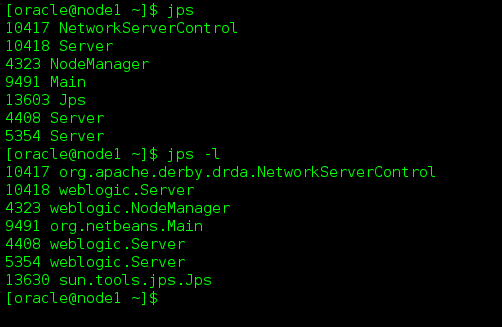 [oracle@node1 ~]$ jps
10417 NetworkServerControl
10418 Server
4323 NodeManager
9491 Main
13603 Jps
4408 Server
5354 Server
[oracle@node1 ~]$ jps -l
10417 org.apache.derby.drda.NetworkServerControl
10418 weblogic.Server
4323 weblogic.NodeManager
9491 org.netbeans.Main
4408 weblogic.Server
5354 weblogic.Server
13630 sun.tools.jps.Jps
[oracle@node1 ~]$